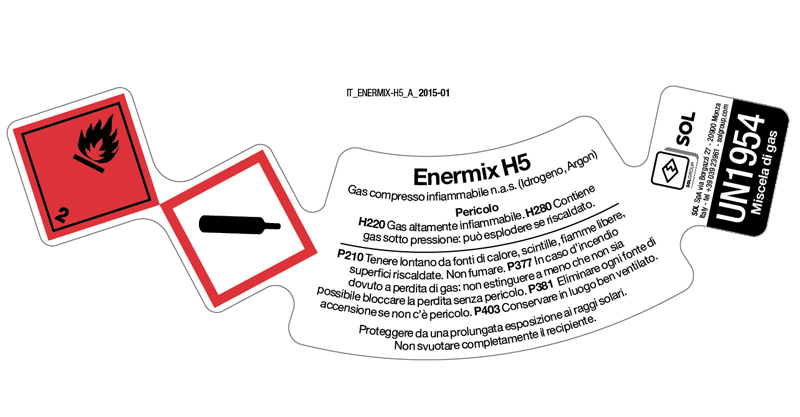 IT_ENERMIX-H5_A_2015-01
2
Enermix H5
Gas compresso infiammabile n.a.s. (Idrogeno, Argon)
Pericolo
H220 Gas altamente infiammabile. H280 Contiene
gas sotto pressione: può esplodere se riscaldato.
P210 Tenere lontano da fonti di calore, scintille, fiamme libere,
superfici riscaldate. Non fumare. P377 In caso d'incendio
dovuto a perdita di gas: non estinguere a meno che non sia
possibile bloccare la perdita senza pericolo. P381 Eliminare ogni fonte di
accensione se non c'è pericolo. P403 Conservare in luogo ben ventilato.
Proteggere da una prolungata esposizione ai raggi solari.
Non svuotare completamente il recipiente.
SOLGROUP
SOL
SOL SpA via Borgazzi 27 - 20900 Monza
Italy - tel +39 039 23961 - solgroup.com
UN1954
Miscela di gas